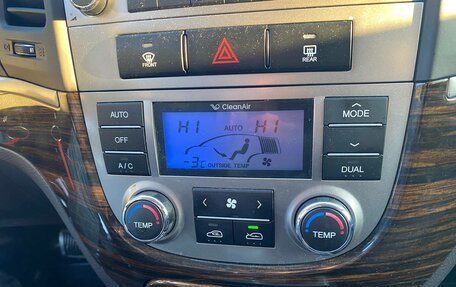 FRONT
REAR
CleanAir
AUTO
OFF
A/C
HI AUTO HI
-3c OUTSIDE TEMP
MODE
DUAL
TEMP
TEMP